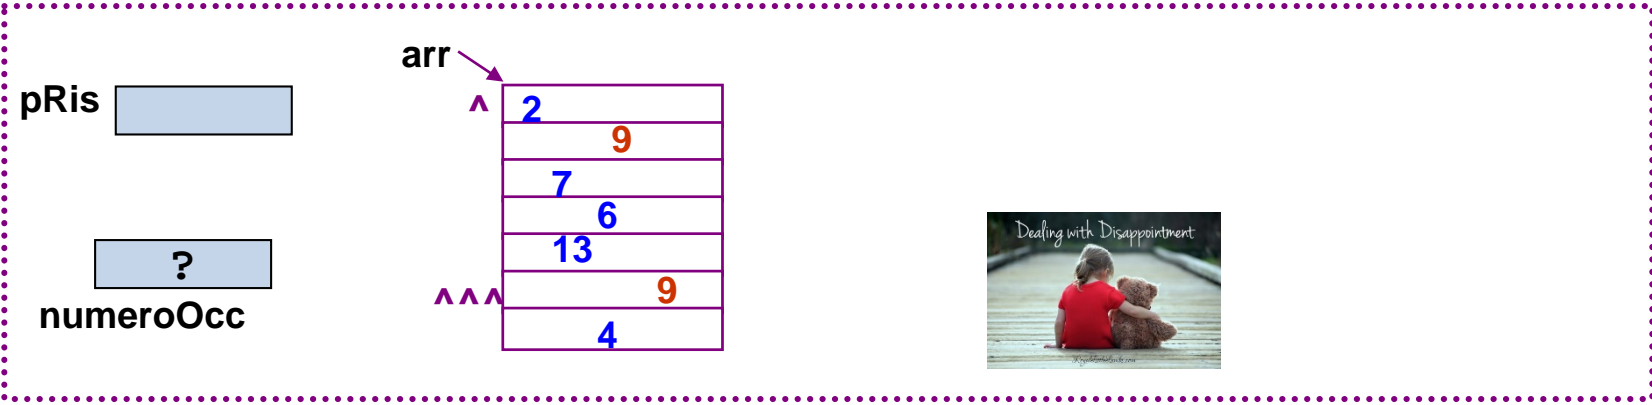 arr
pRis
^ 2
9
7
6
13
^^^ 9
4
?
numeroOcc
Dealing with Disappointment